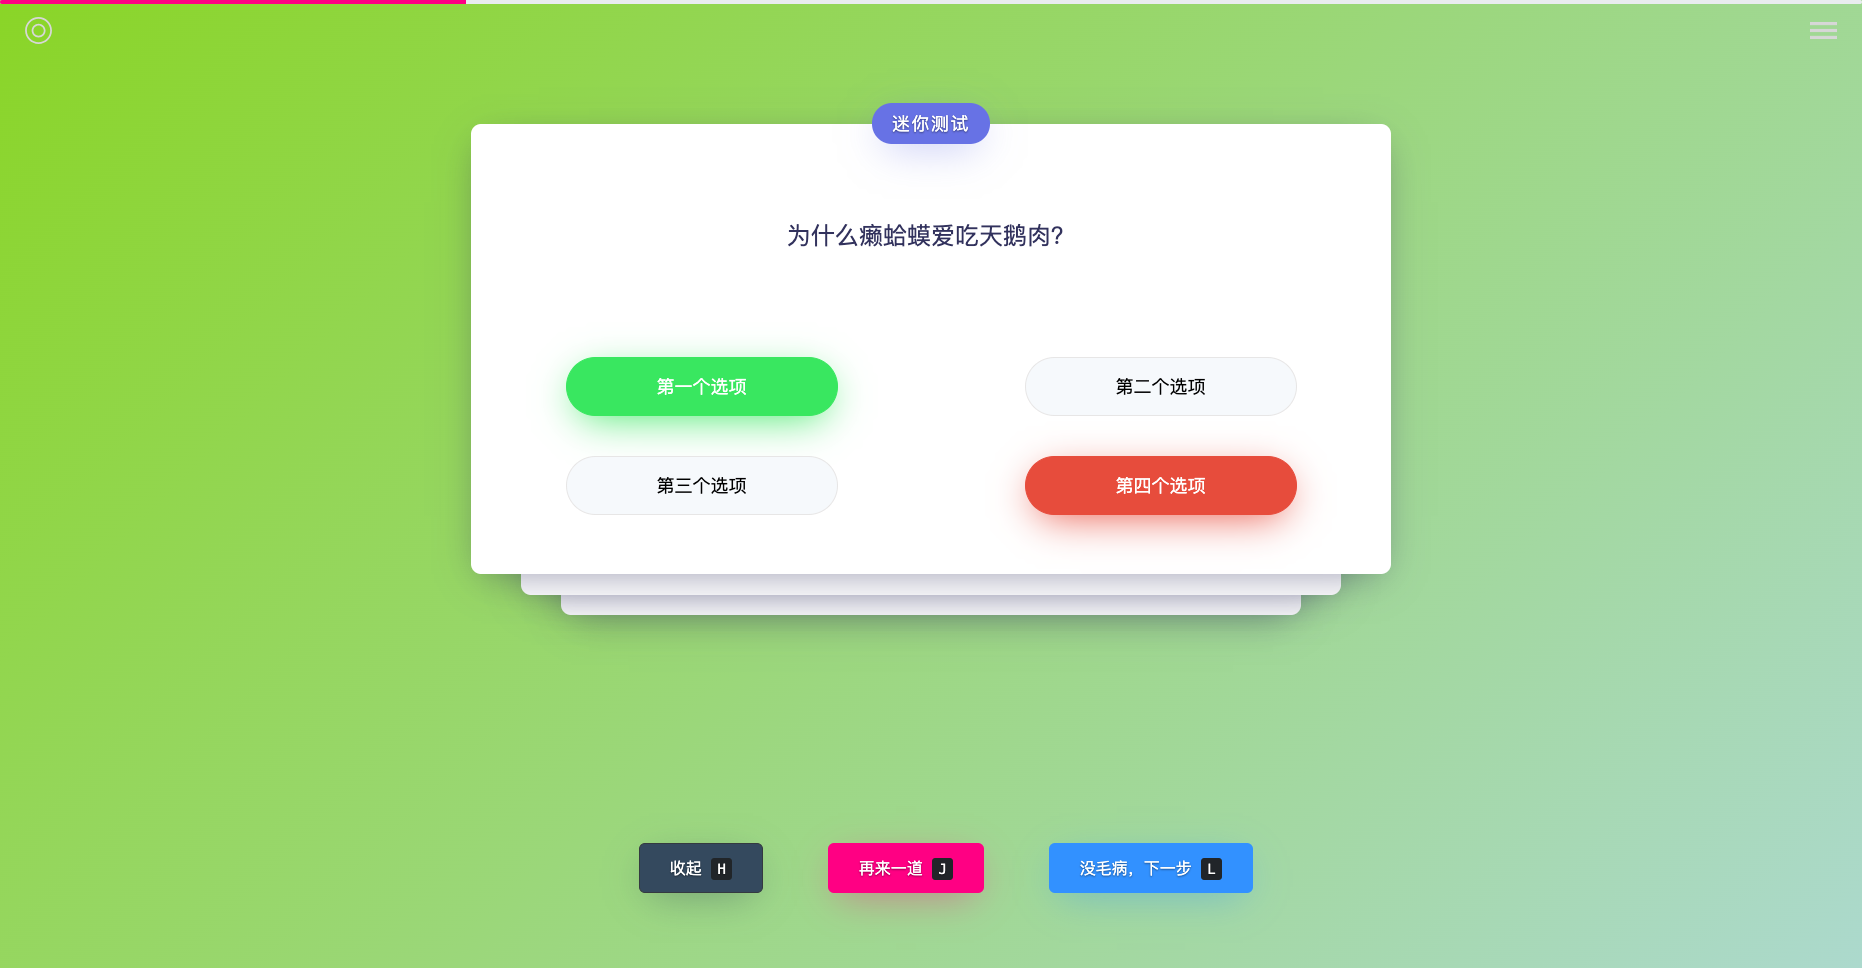 迷你测试
为什么癞蛤蟆爱吃天鹅肉?
第一个选项
第二个选项
第三个选项
第四个选项
收起 H
再来一道 J
没毛病,下一步 L